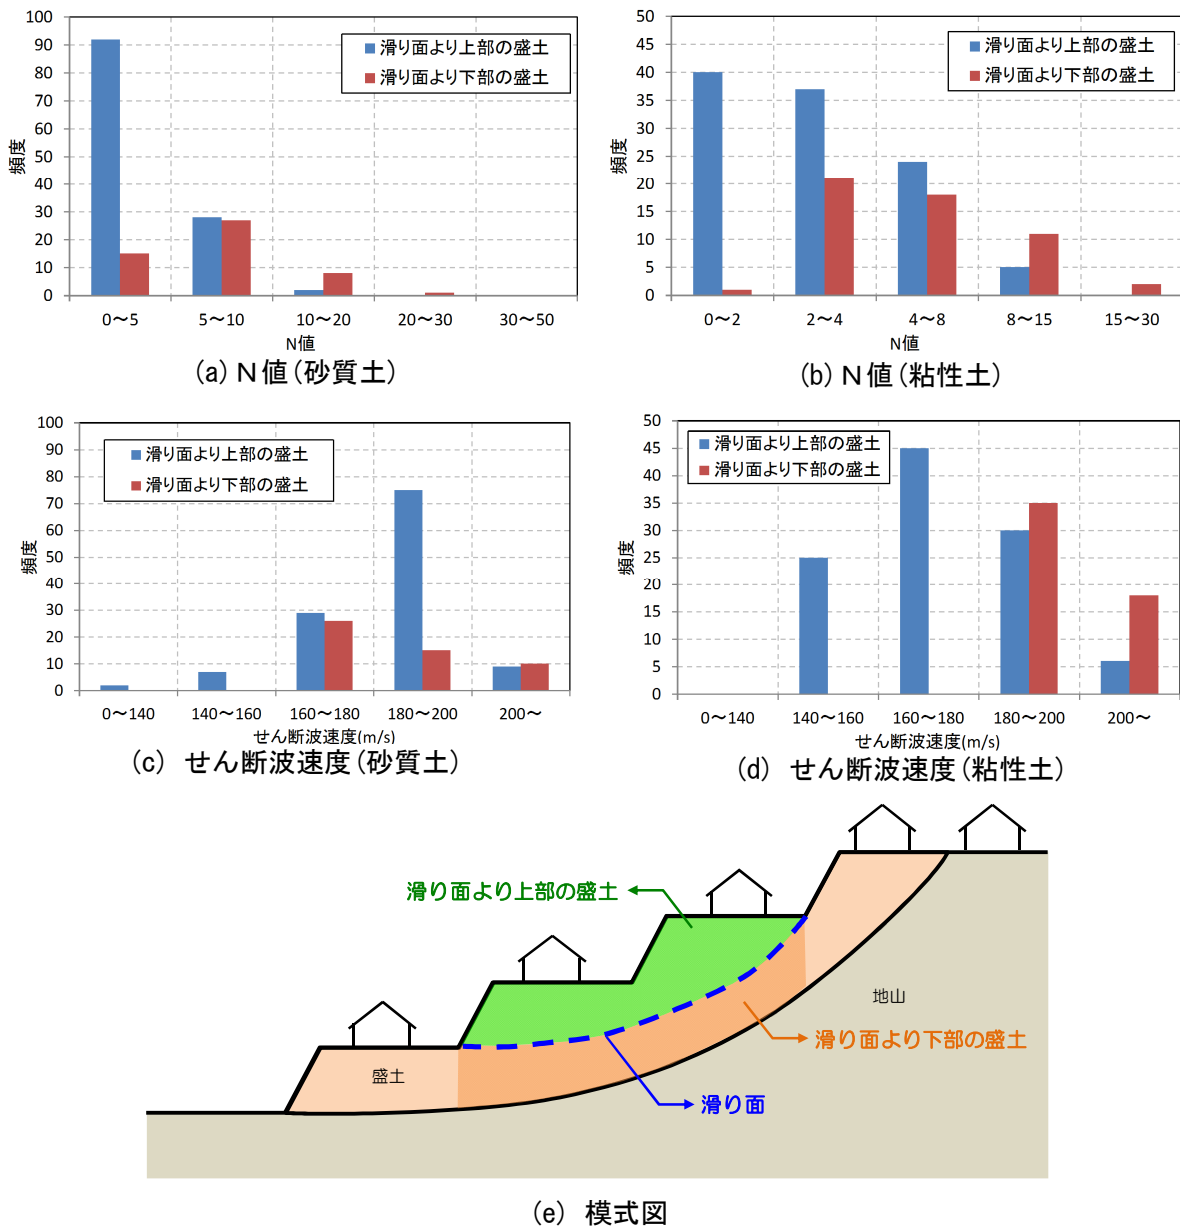 100
90
80
70
60
50
40
30
20
10
0
頻度
滑り面より上部の盛土
滑り面より下部の盛土
0～5 5～10 10～20 20～30 30～50
N値
(a) N値(砂質土)
50
45
40
35
30
25
20
15
10
5
0
頻度
滑り面より上部の盛土
滑り面より下部の盛土
0～2 2～4 4～8 8～15 15～30
N値
(b) N値(粘性土)
100
90
80
70
60
50
40
30
20
10
0
頻度
滑り面より上部の盛土
滑り面より下部の盛土
0～140 140～160 160～180 180～200 200～
せん断波速度(m/s)
(c) せん断波速度(砂質土)
50
45
40
35
30
25
20
15
10
5
0
頻度
滑り面より上部の盛土
滑り面より下部の盛土
0～140 140～160 160～180 180～200 200～
せん断波速度(m/s)
(d) せん断波速度(粘性土)
滑り面より上部の盛土
地山
滑り面より下部の盛土
盛土
滑り面
(e) 模式図